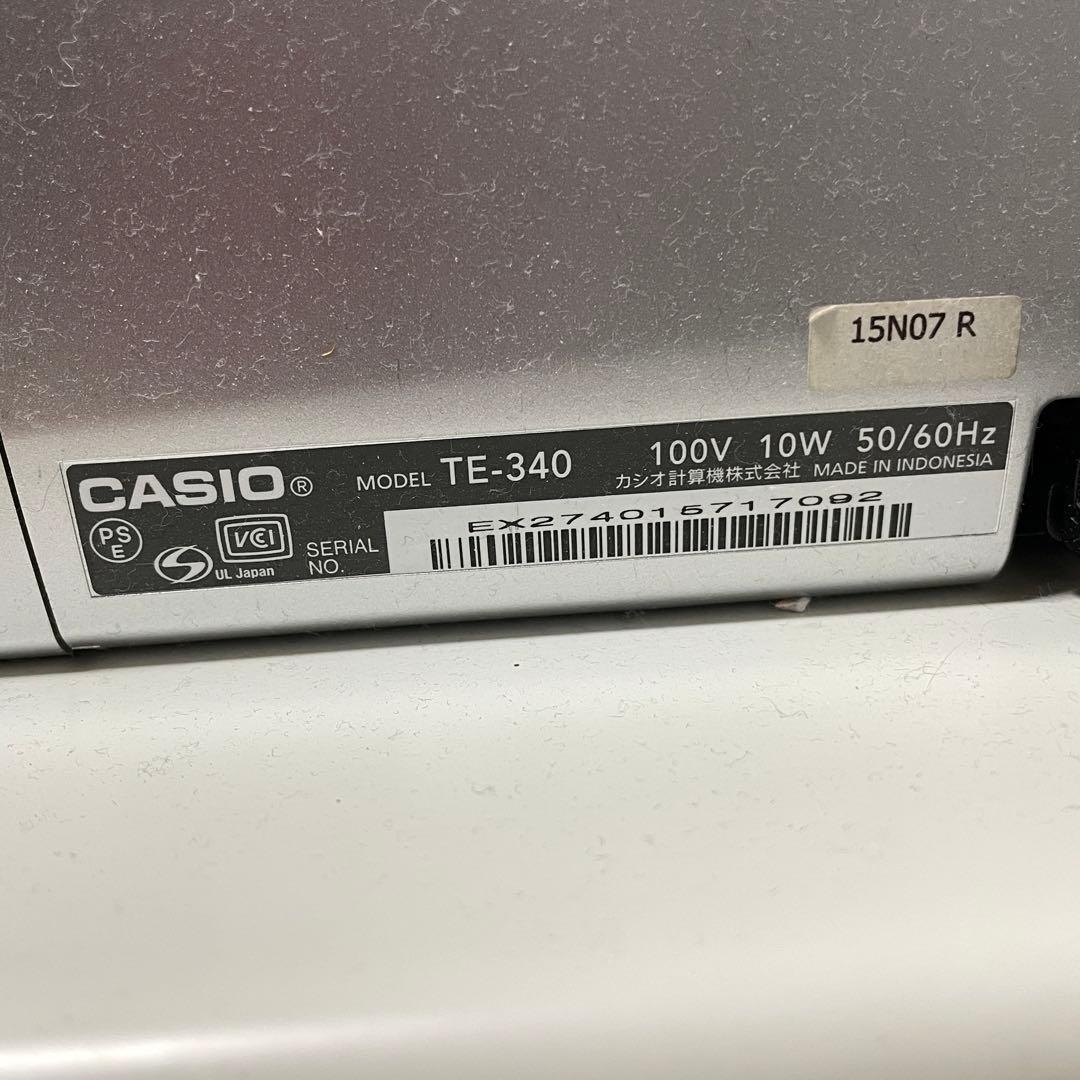 15N07 R
CASIO® MODEL TE-340 100V 10W 50/60Hz
カシオ計算機株式会社 MADE IN INDONESIA
PS
E
VCI
UL Japan
SERIAL
NO.
EX274015717092